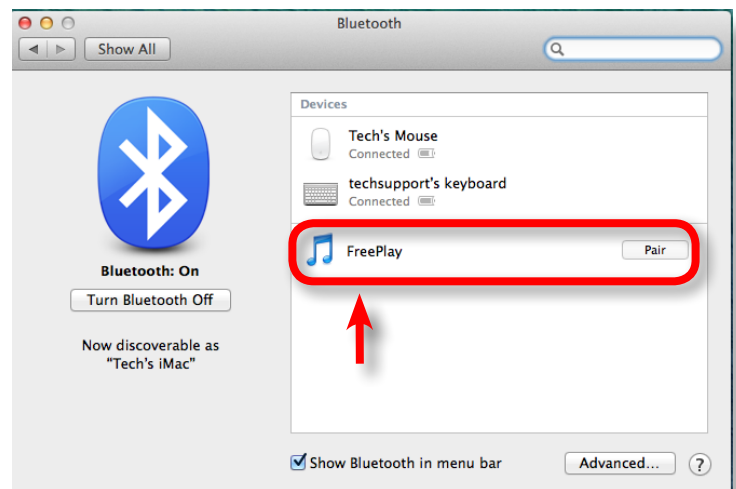 Bluetooth
Show All
Devices
Tech's Mouse
Connected
techsupport's keyboard
Connected
FreePlay
Pair
Bluetooth: On
Turn Bluetooth Off
Now discoverable as
"Tech's iMac"
Show Bluetooth in menu bar
Advanced...
?